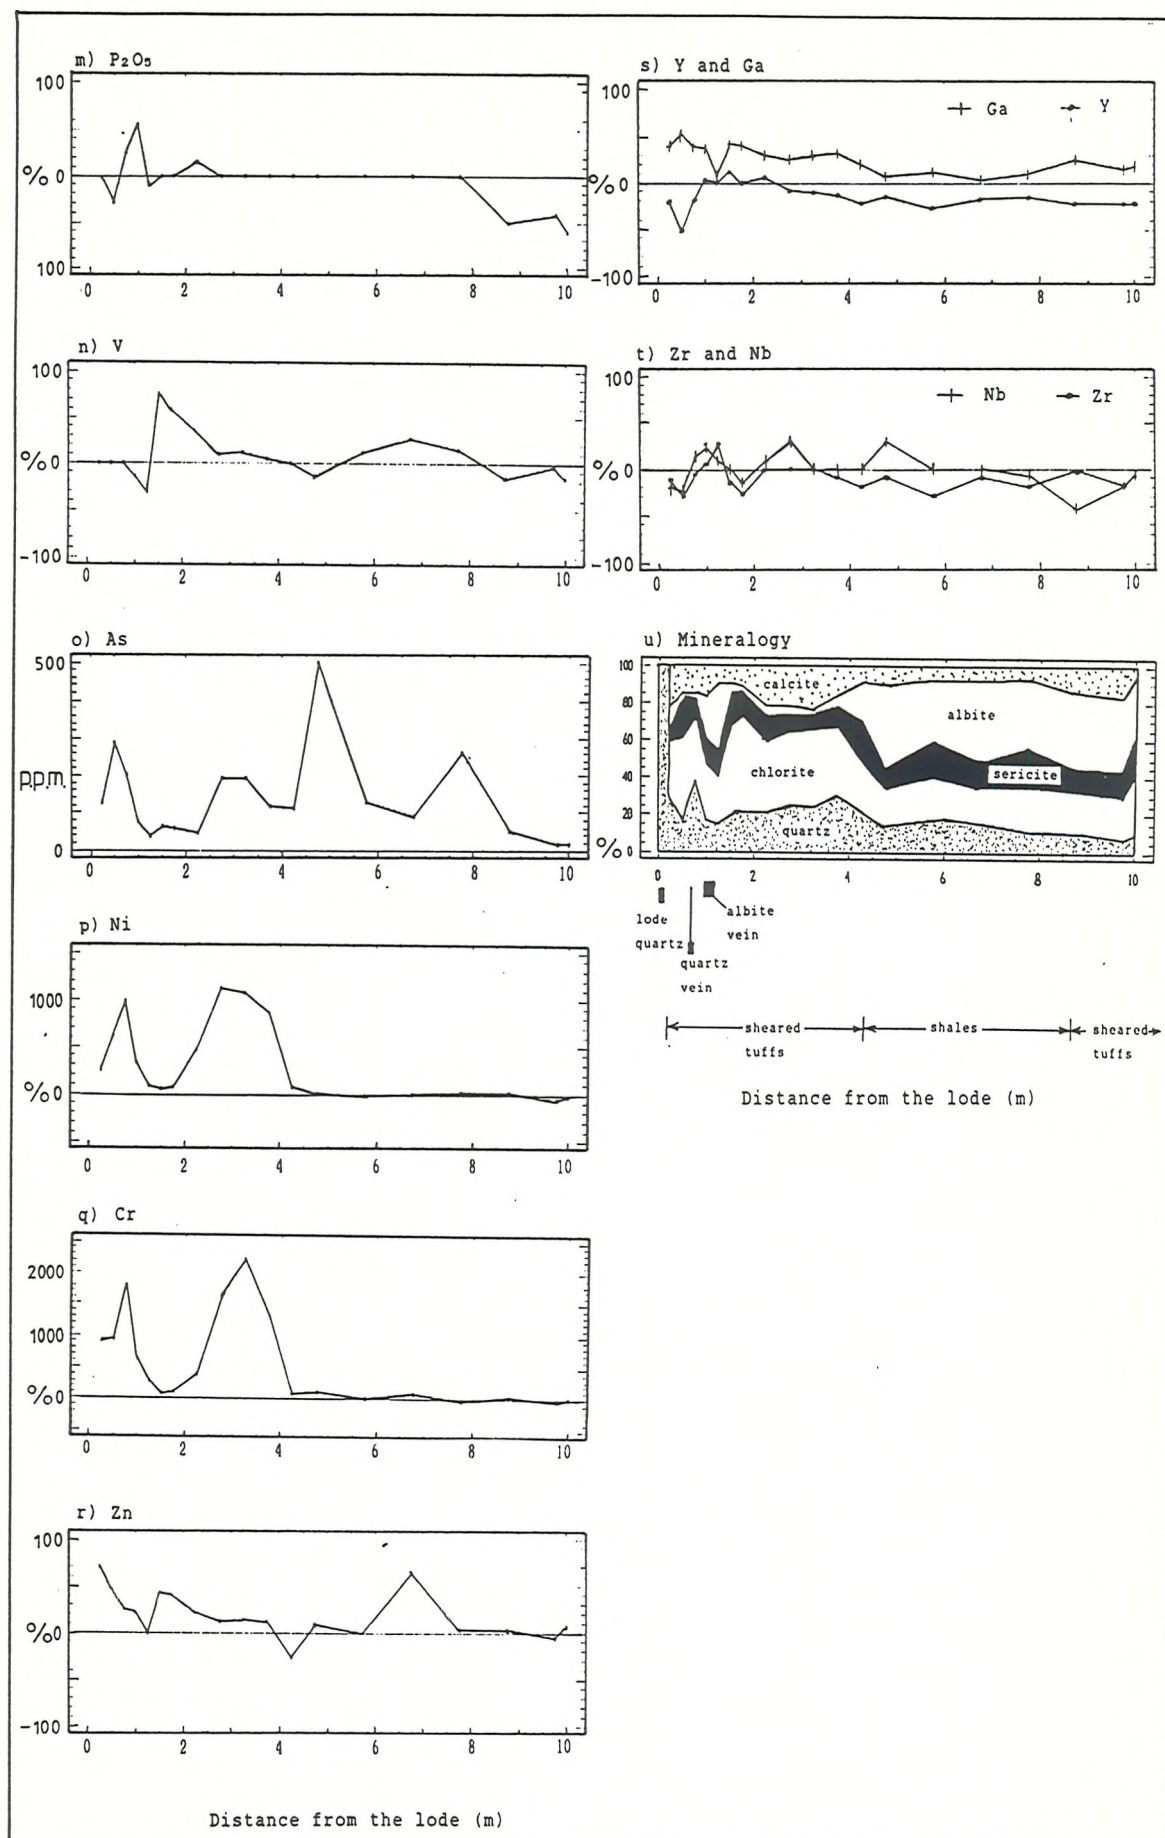 m) P₂O₅
100
% 0
100
0 2 4 6 8 10
n) V
100
% 0
-100
0 2 4 6 8 10
o) As
500
p.p.m.
0
0 2 4 6 8 10
p) Ni
1000
% 0
0 2 4 6 8 10
q) Cr
2000
1000
% 0
0 2 4 6 8 10
r) Zn
100
% 0
-100
0 2 4 6 8 10
Distance from the lode (m)
s) Y and Ga
100
Ga Y
% 0
-100
0 2 4 6 8 10
t) Zr and Nb
100
Nb Zr
% 0
-100
0 2 4 6 8 10
u) Mineralogy
100
calcite
80
albite
60
chlorite
sericite
40
20
quartz
% 0
0 2 4 6 8 10
lode
quartz
quartz
vein
albite
vein
sheared
tuffs
shales
sheared
tuffs
Distance from the lode (m)